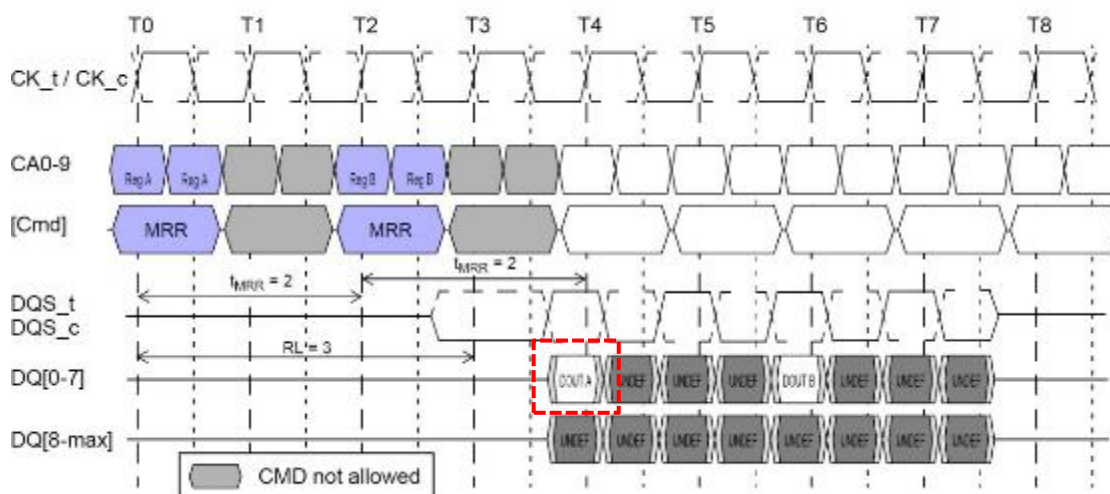 T0 T1 T2 T3 T4 T5 T6 T7 T8
CK_t / CK_c
CA0-9 Reg A Reg A Reg B Reg B
[Cmd] MRR MRR
tMRR = 2 tMRR = 2
DQS_t
DQS_c
RL = 3
DQ[0-7] DOUT A UNDEF UNDEF UNDEF DOUT B UNDEF UNDEF UNDEF
DQ[8-max] UNDEF UNDEF UNDEF UNDEF UNDEF UNDEF UNDEF UNDEF
CMD not allowed